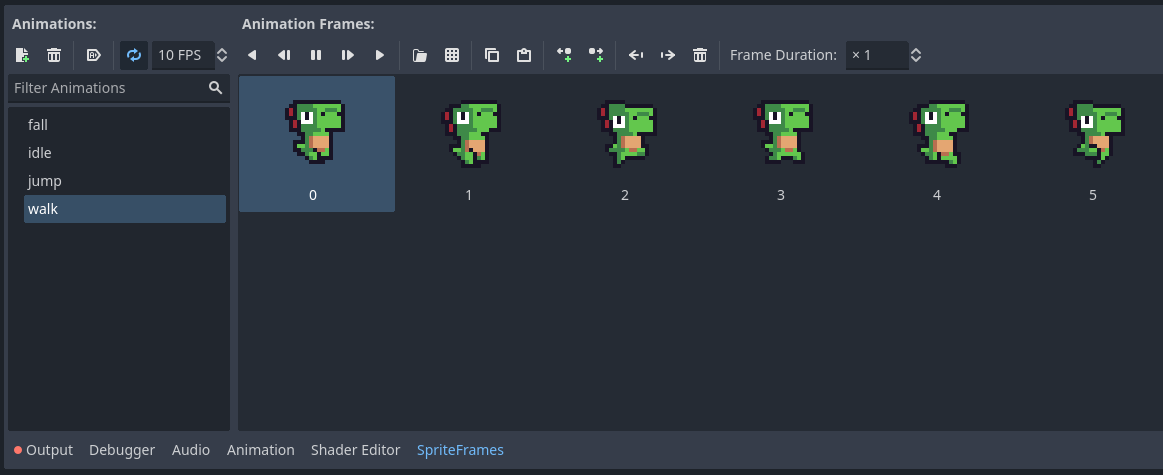 Animations:
Animation Frames:
10 FPS
Frame Duration:
× 1
Filter Animations
fall
idle
jump
walk
0
1
2
3
4
5
Output
Debugger
Audio
Animation
Shader Editor
SpriteFrames